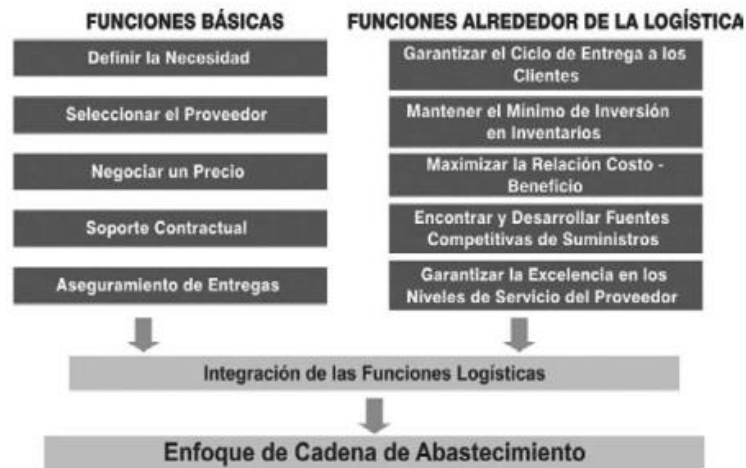 FUNCIONES BÁSICAS
Definir la Necesidad
Seleccionar el Proveedor
Negociar un Precio
Soporte Contractual
Aseguramiento de Entregas
FUNCIONES ALREDEDOR DE LA LOGÍSTICA
Garantizar el Ciclo de Entrega a los
Clientes
Mantener el Mínimo de Inversión
en Inventarios
Maximizar la Relación Costo -
Beneficio
Encontrar y Desarrollar Fuentes
Competitivas de Suministros
Garantizar la Excelencia en los
Niveles de Servicio del Proveedor
Integración de las Funciones Logísticas
Enfoque de Cadena de Abastecimiento